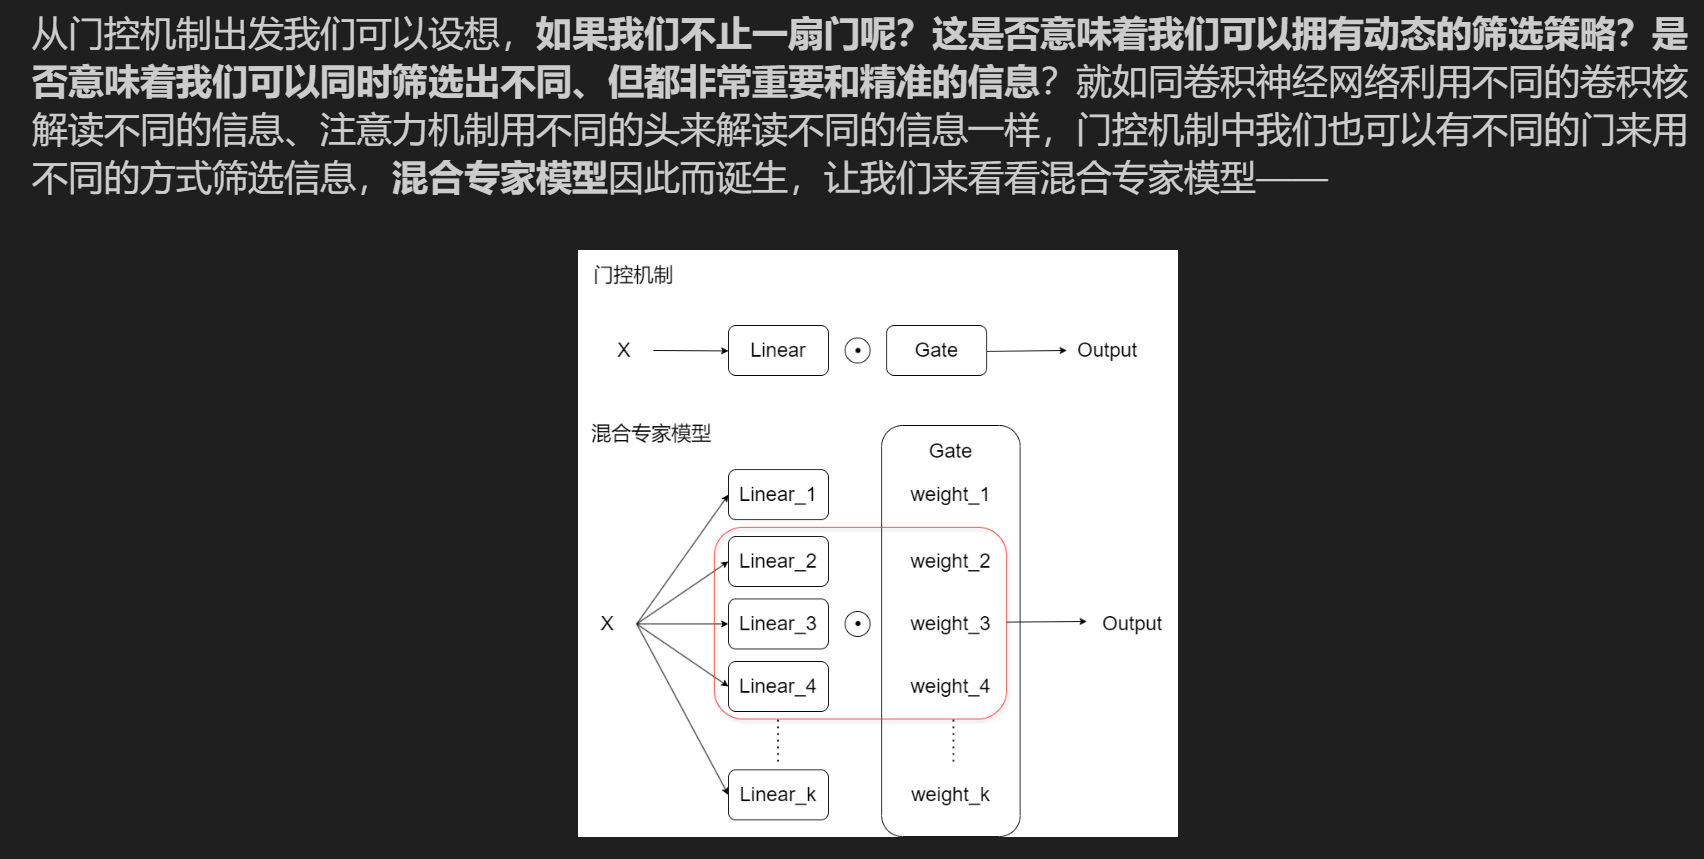 从门控机制出发我们可以设想，如果我们不止一扇门呢？这是否意味着我们可以拥有动态的筛选策略？是
否意味着我们可以同时筛选出不同、但都非常重要和精准的信息？就如同卷积神经网络利用不同的卷积核
解读不同的信息、注意力机制用不同的头来解读不同的信息一样，门控机制中我们也可以有不同的门来用
不同的方式筛选信息，混合专家模型因此而诞生，让我们来看看混合专家模型——
门控机制
X Linear Gate Output
混合专家模型
Gate
Linear_1 weight_1
Linear_2 weight_2
X Linear_3 weight_3 Output
Linear_4 weight_4
Linear_k weight_k